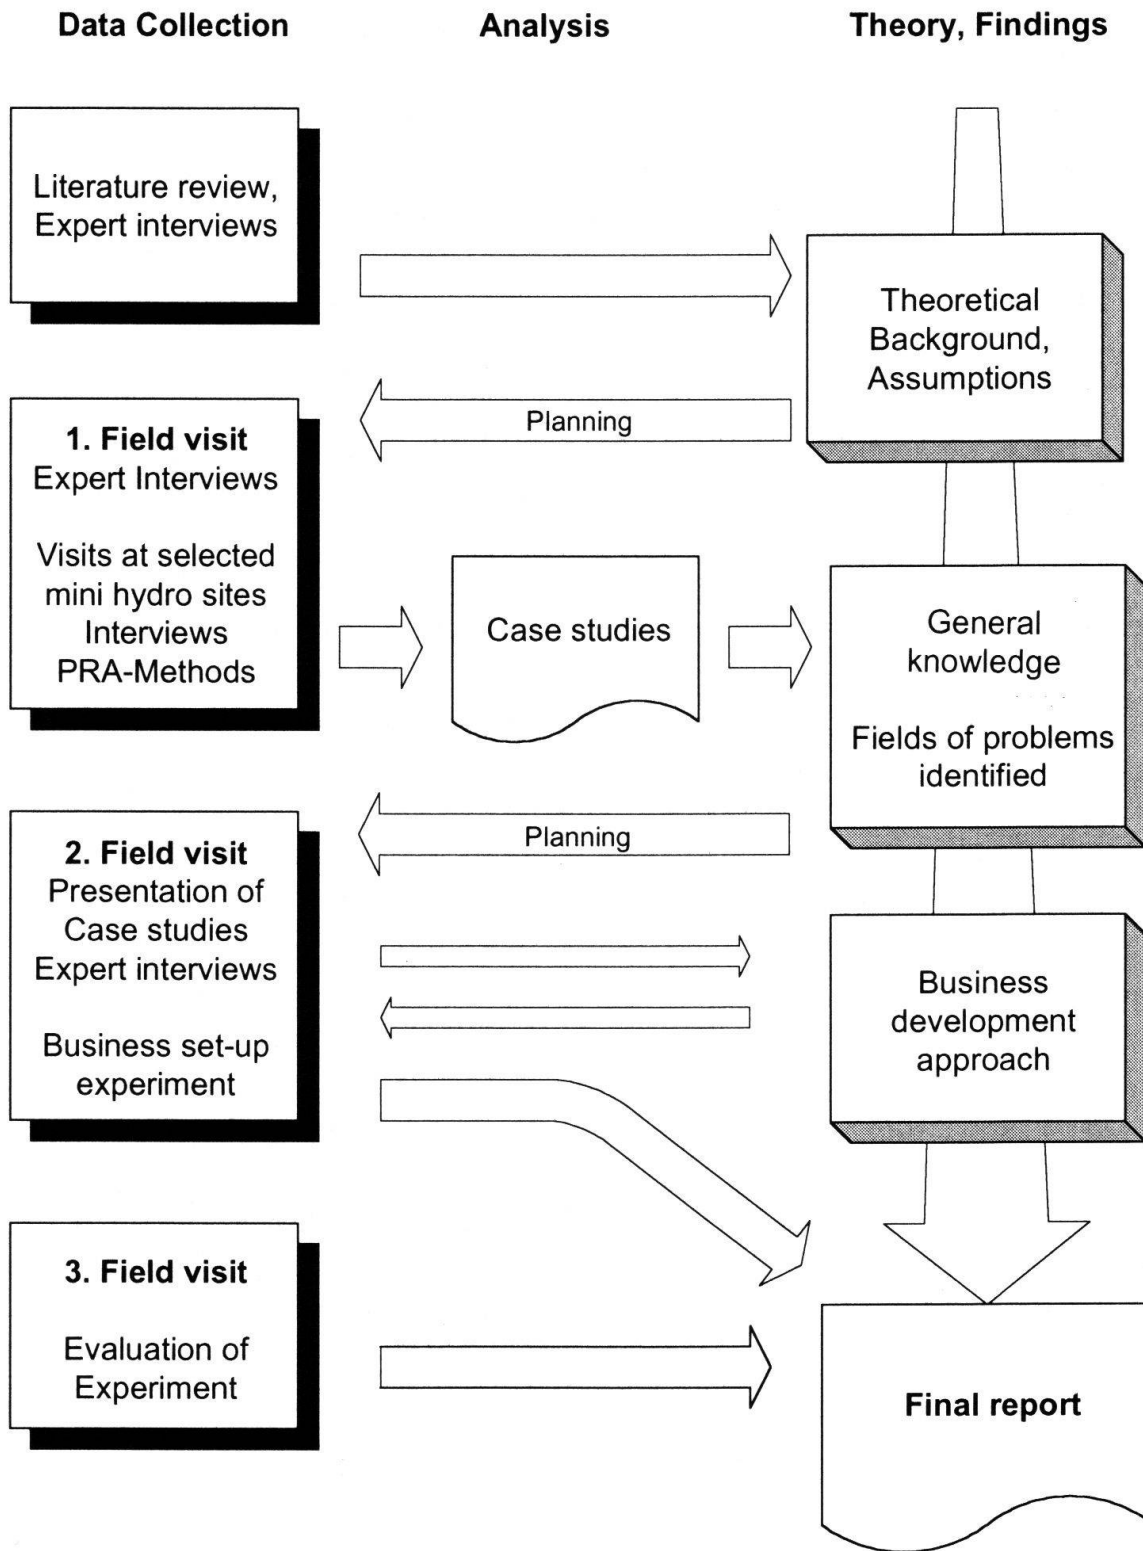 Data Collection
Analysis
Theory, Findings
Literature review,
Expert interviews
Theoretical
Background,
Assumptions
Planning
1. Field visit
Expert Interviews
Visits at selected
mini hydro sites
Interviews
PRA-Methods
Case studies
General
knowledge
Fields of problems
identified
Planning
2. Field visit
Presentation of
Case studies
Expert interviews
Business set-up
experiment
Business
development
approach
3. Field visit
Evaluation of
Experiment
Final report